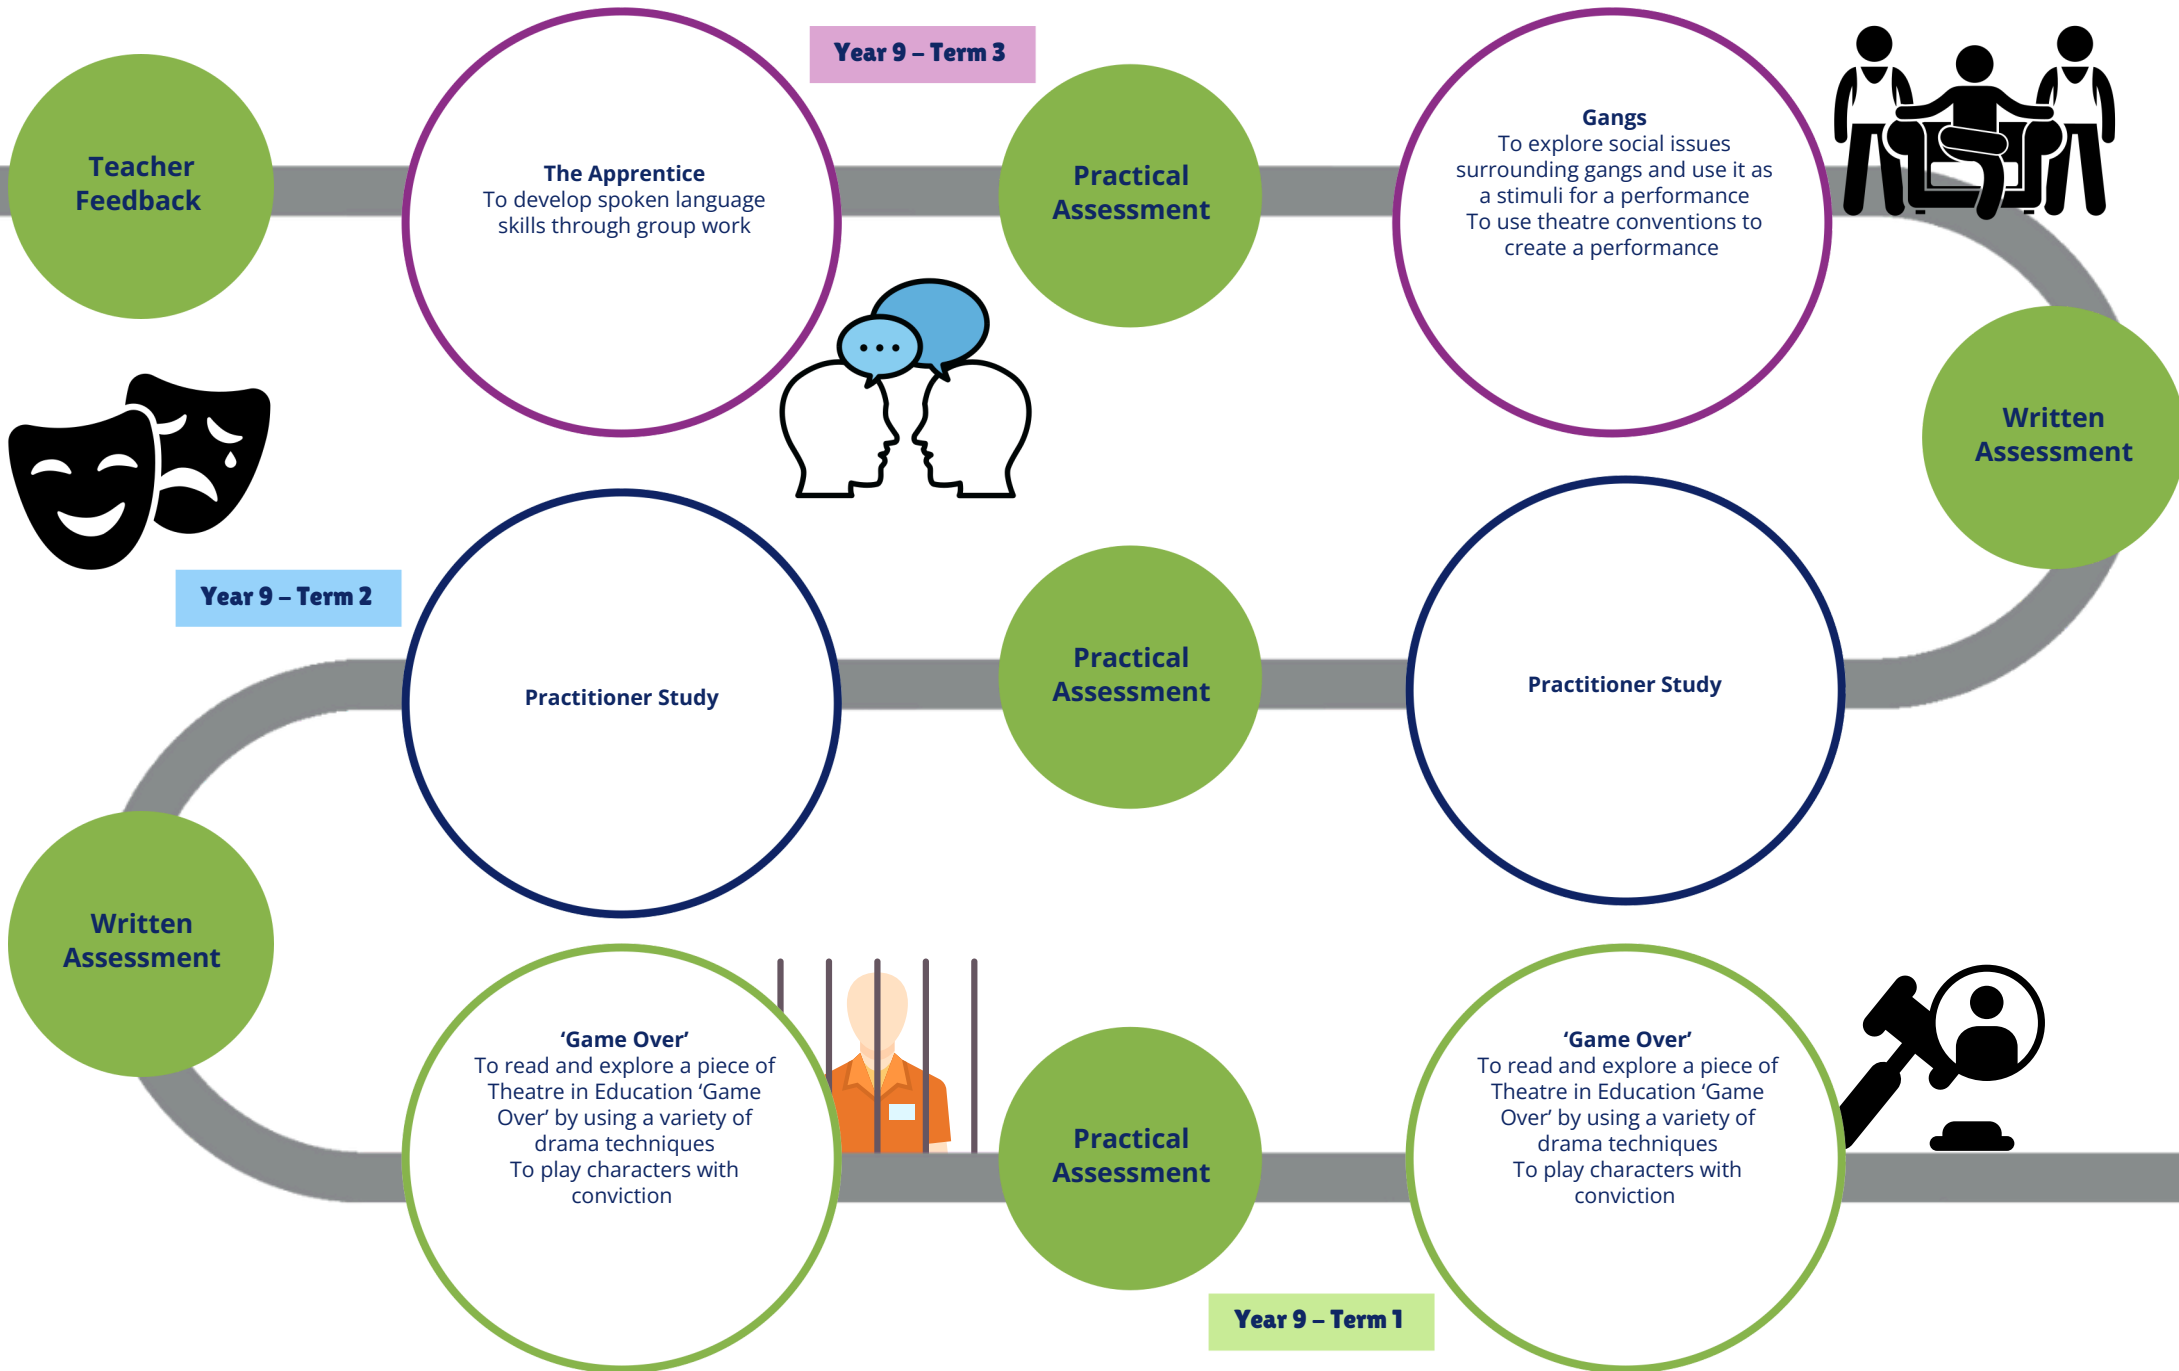 Year 9 – Term 3
Teacher
Feedback
The Apprentice
To develop spoken language
skills through group work
Practical
Assessment
Gangs
To explore social issues
surrounding gangs and use it as
a stimuli for a performance
To use theatre conventions to
create a performance
Written
Assessment
Year 9 – Term 2
Practitioner Study
Practical
Assessment
Practitioner Study
Written
Assessment
‘Game Over’
To read and explore a piece of
Theatre in Education ‘Game
Over’ by using a variety of
drama techniques
To play characters with
conviction
Practical
Assessment
‘Game Over’
To read and explore a piece of
Theatre in Education ‘Game
Over’ by using a variety of
drama techniques
To play characters with
conviction
Year 9 – Term 1